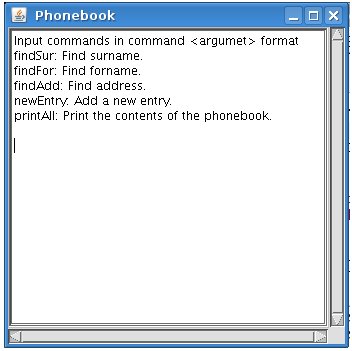 Phonebook
Input commands in command <argumet> format
findSur: Find surname.
findFor: Find forname.
findAdd: Find address.
newEntry: Add a new entry.
printAll: Print the contents of the phonebook.